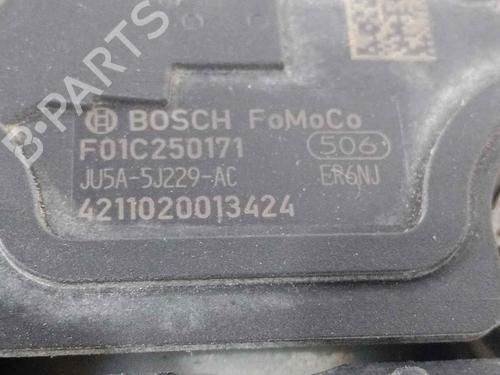 BOSCH FoMoCo
F01C250171 506
JU5A-5J229-AC ER6NJ
4211020013424
B PARTS